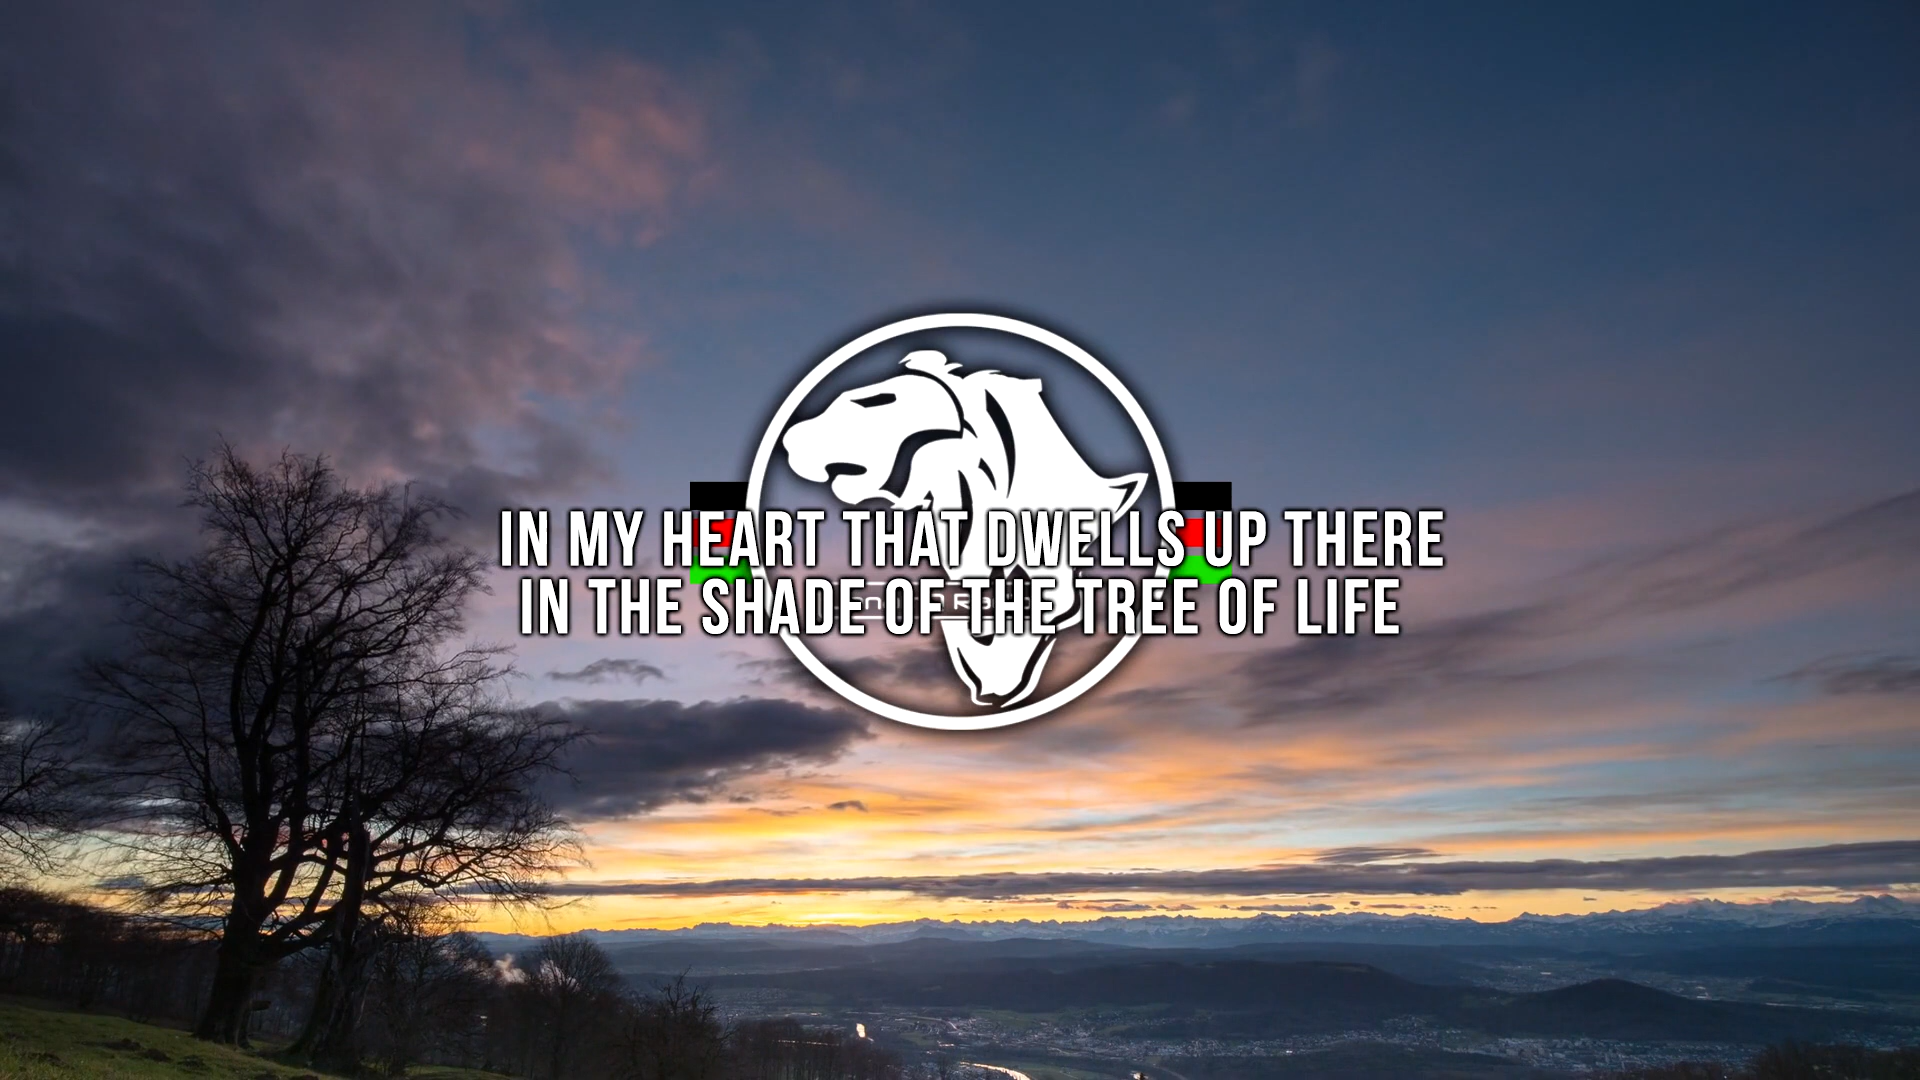 IN MY HEART THAT DWELLS UP THERE
IN THE SHADE OF THE TREE OF LIFE